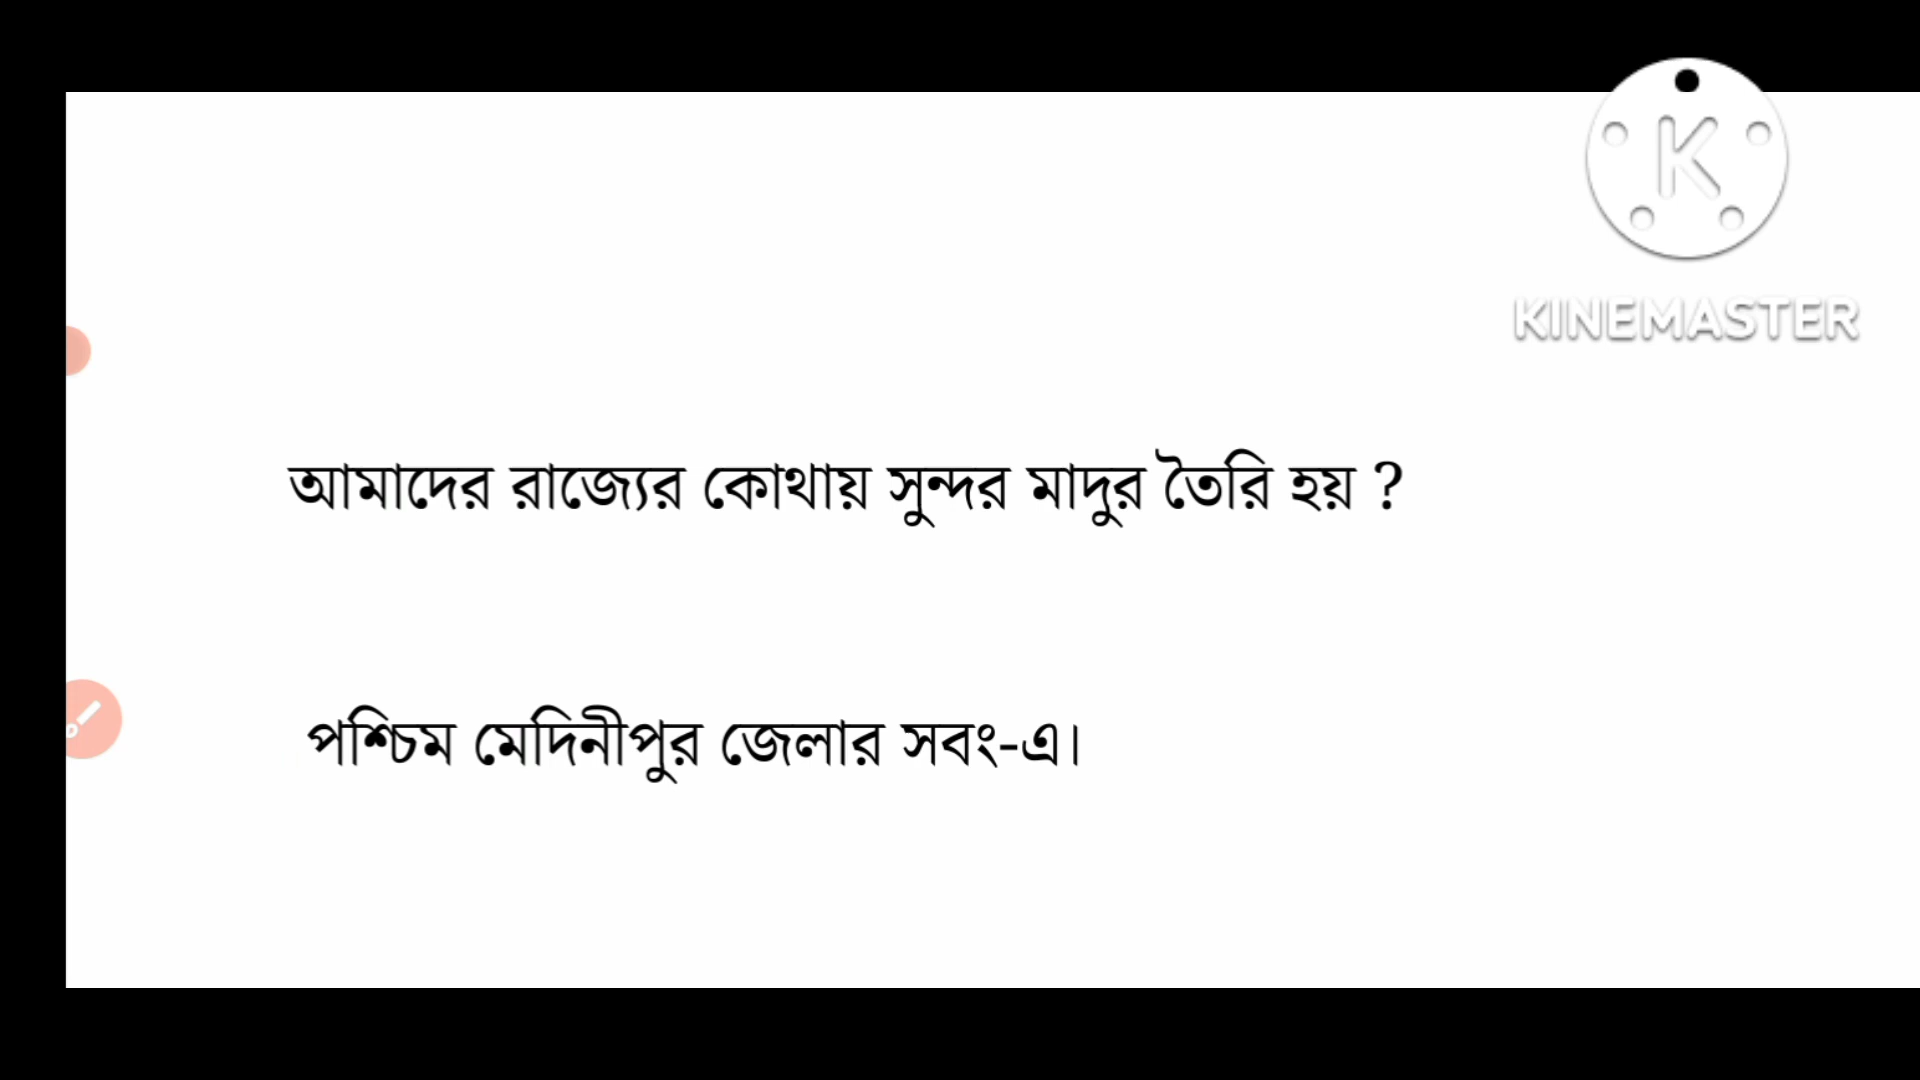 K
KINEMASTER
আমাদের রাজ্যের কোথায় সুন্দর মাদুর তৈরি হয় ?
পশ্চিম মেদিনীপুর জেলার সবং-এ।